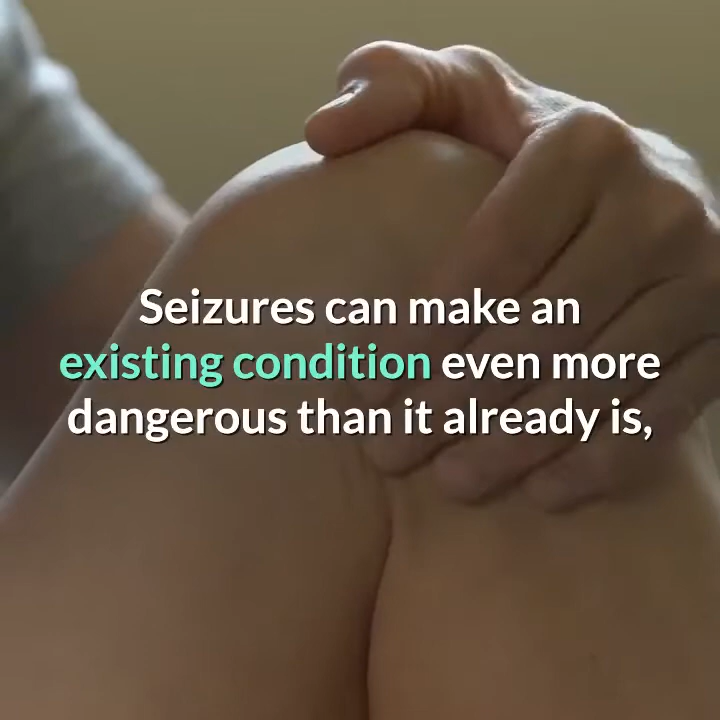 Seizures can make an
existing condition even more
dangerous than it already is,